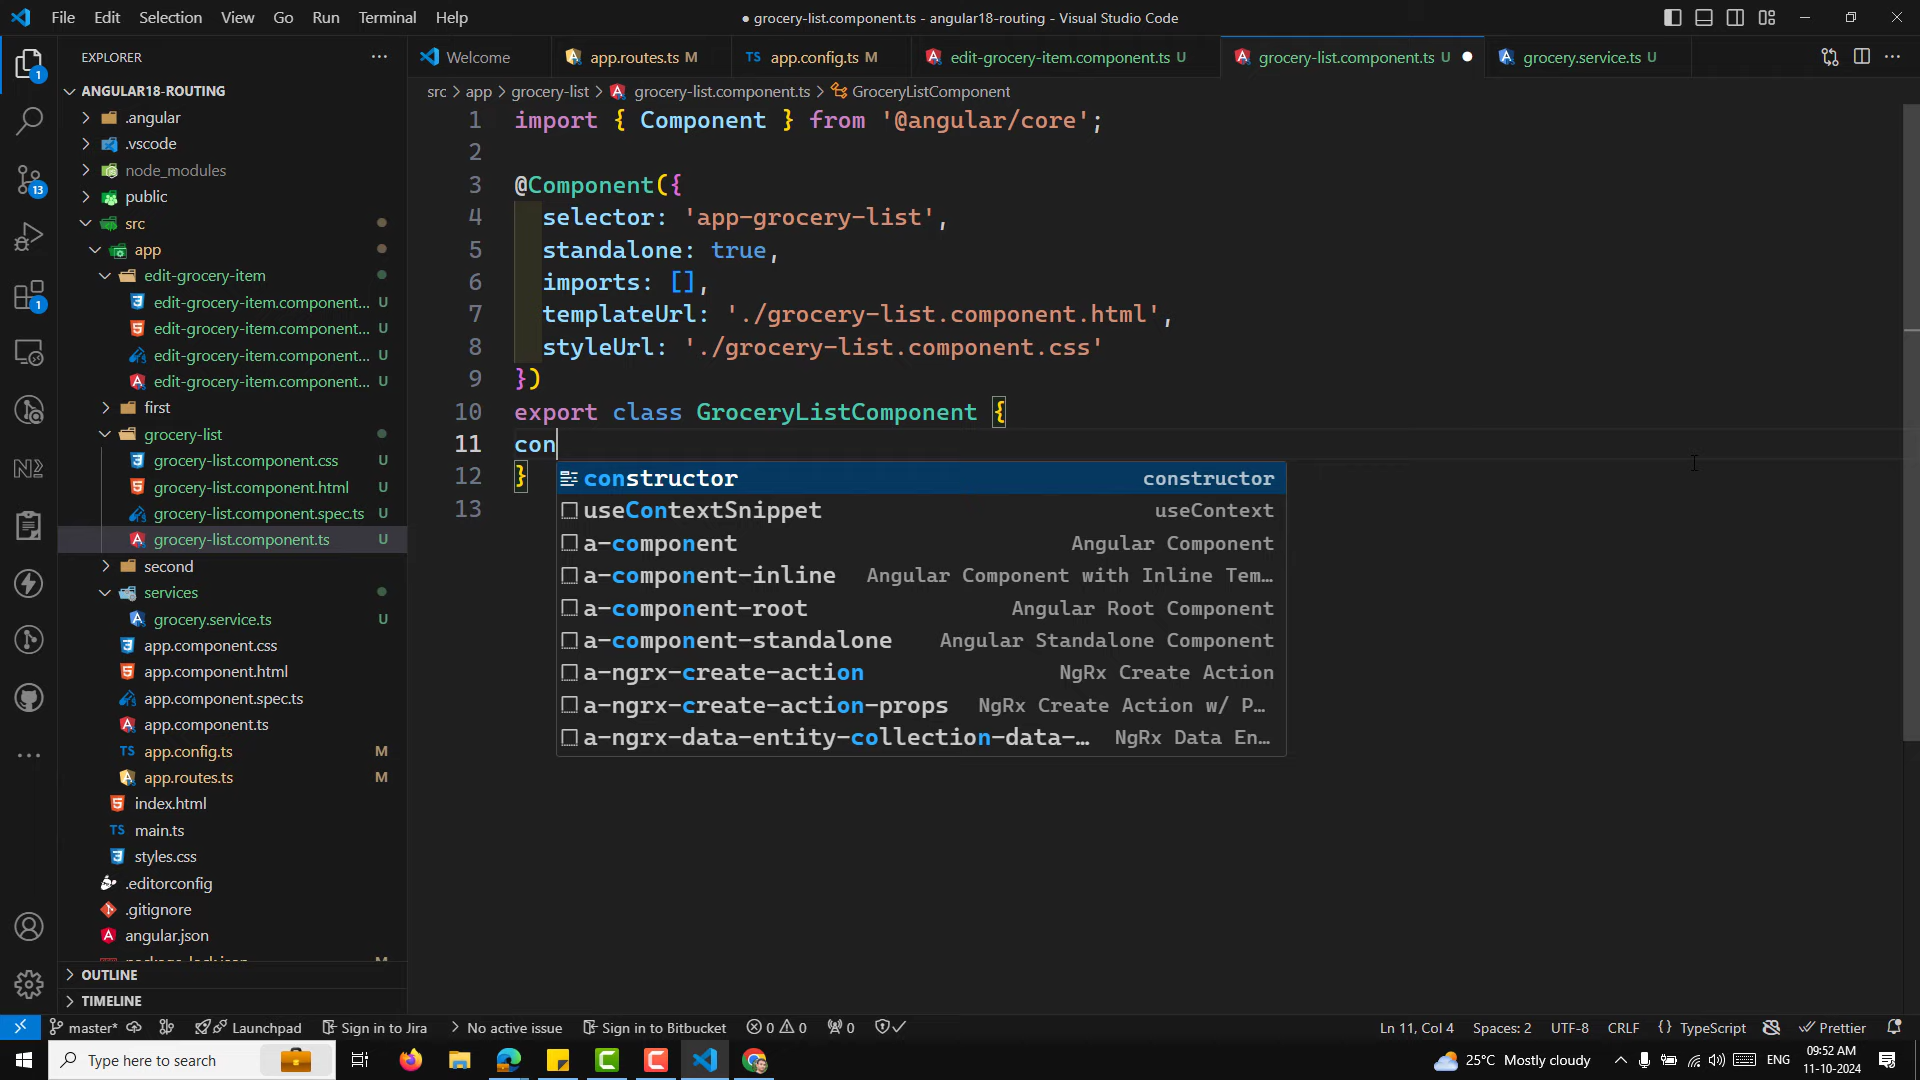 File Edit Selection View Go Run Terminal Help
● grocery-list.component.ts - angular18-routing - Visual Studio Code
EXPLORER
Welcome app.routes.ts M TS app.config.ts M edit-grocery-item.component.ts U grocery-list.component.ts U ● grocery.service.ts U
src > app > grocery-list > grocery-list.component.ts > GroceryListComponent
ANGULAR18-ROUTING
.angular
.vscode
node_modules
public
src
app
edit-grocery-item
edit-grocery-item.component... U
edit-grocery-item.component... U
edit-grocery-item.component... U
edit-grocery-item.component... U
first
grocery-list
grocery-list.component.css U
grocery-list.component.html U
grocery-list.component.spec.ts U
grocery-list.component.ts U
second
services
grocery.service.ts U
app.component.css
app.component.html
app.component.spec.ts
app.component.ts
TS app.config.ts M
app.routes.ts M
index.html
TS main.ts
styles.css
.editorconfig
.gitignore
angular.json
package-lock.json M
OUTLINE
TIMELINE
1
13
1
1 import { Component } from '@angular/core';
2
3 @Component({
4 selector: 'app-grocery-list',
5 standalone: true,
6 imports: [],
7 templateUrl: './grocery-list.component.html',
8 styleUrl: './grocery-list.component.css'
9 })
10 export class GroceryListComponent {
11 con
12 }
13
constructor constructor
useContextSnippet useContext
a-component Angular Component
a-component-inline Angular Component with Inline Tem...
a-component-root Angular Root Component
a-component-standalone Angular Standalone Component
a-ngrx-create-action NgRx Create Action
a-ngrx-create-action-props NgRx Create Action w/ P...
a-ngrx-data-entity-collection-data-... NgRx Data En...
master* Launchpad Sign in to Jira No active issue Sign in to Bitbucket 0 0 0 Ln 11, Col 4 Spaces: 2 UTF-8 CRLF {} TypeScript Prettier
Type here to search 25°C Mostly cloudy ENG 09:52 AM
11-10-2024